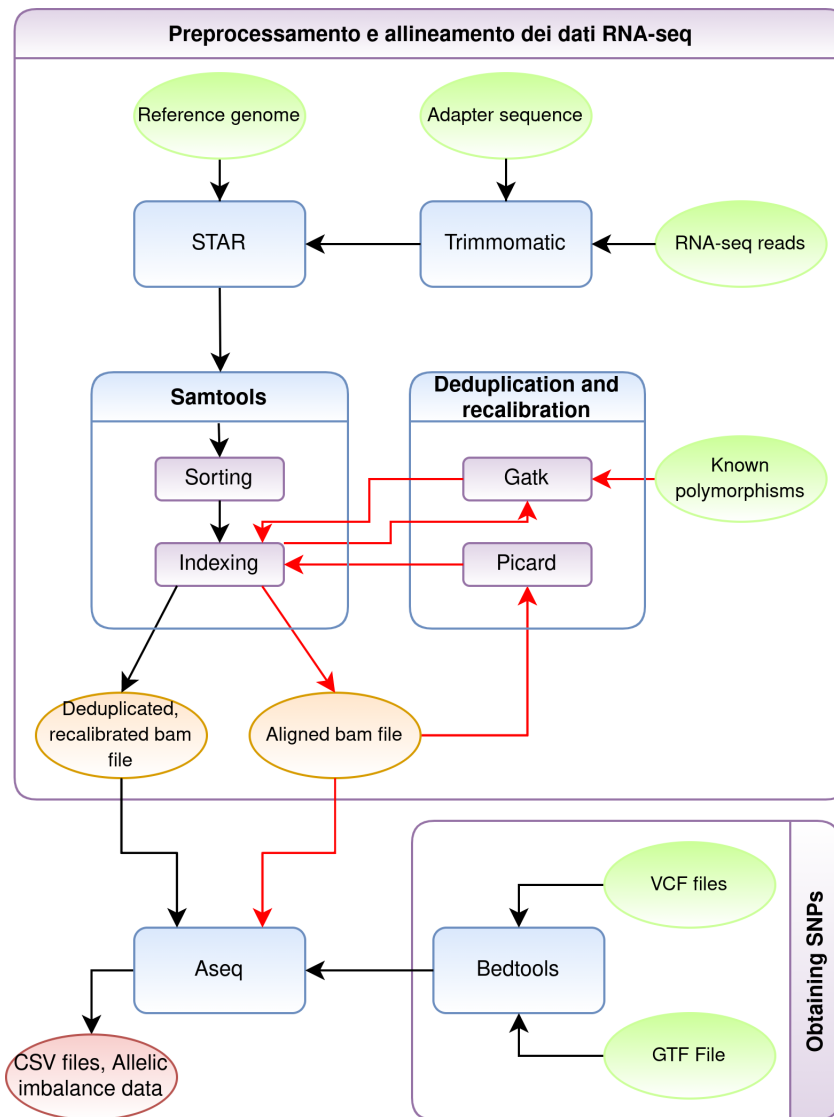 Preprocessamento e allineamento dei dati RNA-seq
Reference genome
Adapter sequence
STAR
Trimmomatic
RNA-seq reads
Samtools
Deduplication and
recalibration
Sorting
Gatk
Known
polymorphisms
Indexing
Picard
Deduplicated,
recalibrated bam
file
Aligned bam file
VCF files
Aseq
Bedtools
Obtaining SNPs
CSV files, Allelic
imbalance data
GTF File